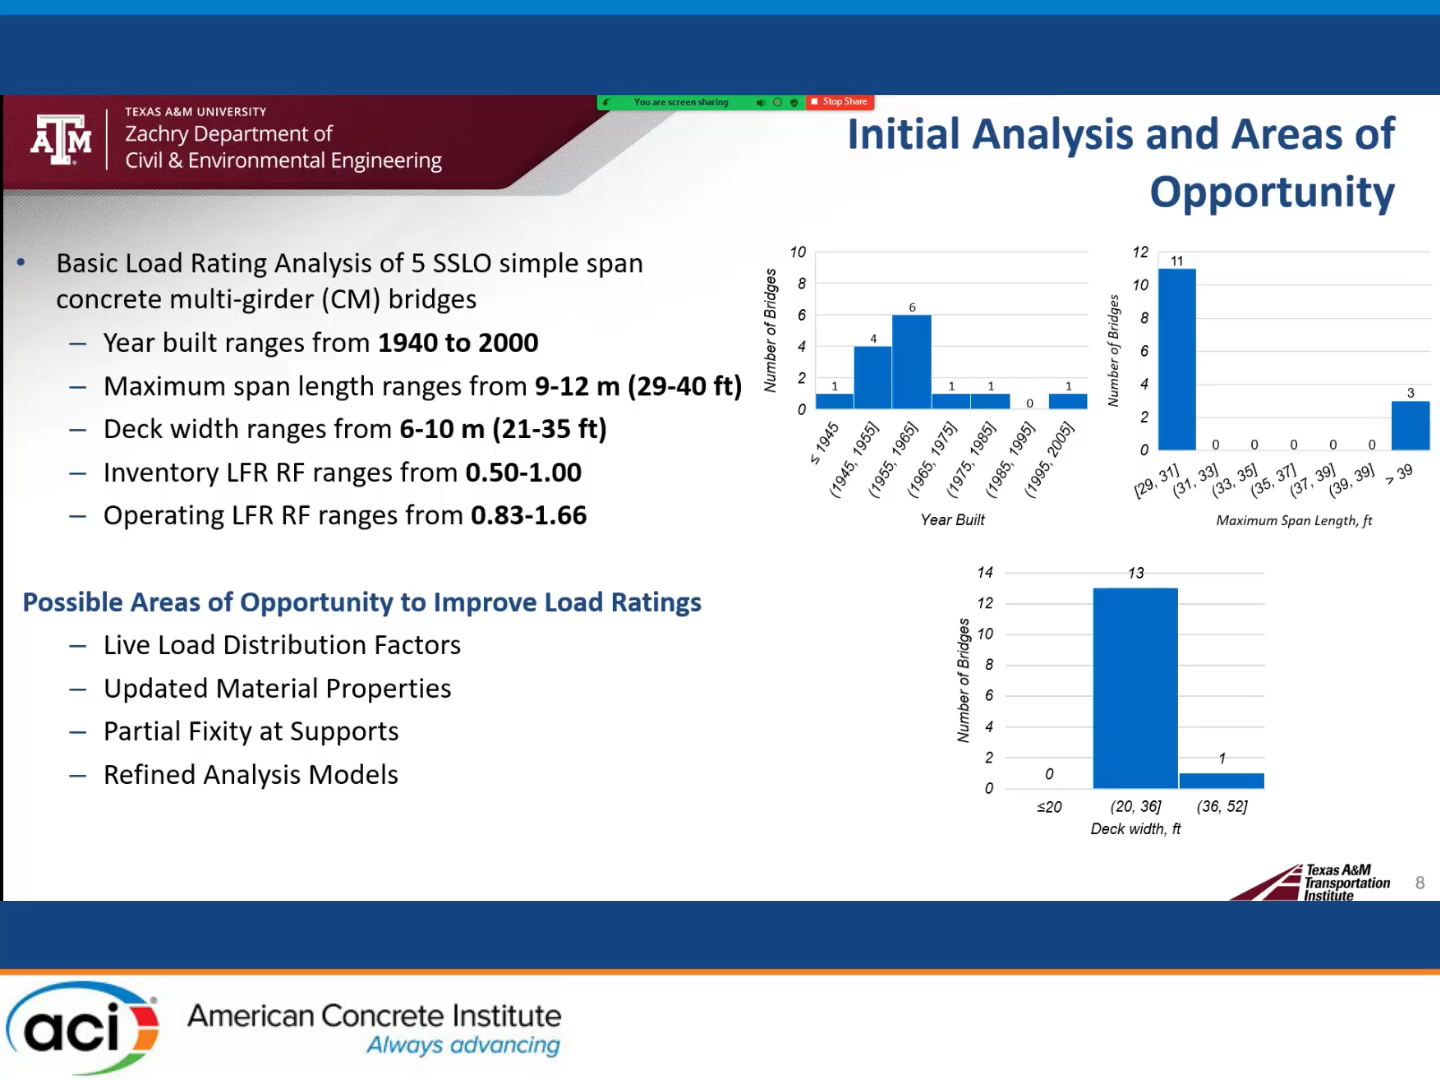 You are screen sharing
Stop Share
TEXAS A&M UNIVERSITY
Zachry Department of
Civil & Environmental Engineering
A|M
Initial Analysis and Areas of
Opportunity
• Basic Load Rating Analysis of 5 SSLO simple span
concrete multi-girder (CM) bridges
– Year built ranges from 1940 to 2000
– Maximum span length ranges from 9-12 m (29-40 ft)
– Deck width ranges from 6-10 m (21-35 ft)
– Inventory LFR RF ranges from 0.50-1.00
– Operating LFR RF ranges from 0.83-1.66
Possible Areas of Opportunity to Improve Load Ratings
– Live Load Distribution Factors
– Updated Material Properties
– Partial Fixity at Supports
– Refined Analysis Models
Number of Bridges
10
8
6
4
2
0
1
4
6
1
1
0
1
≤ 1945
(1945, 1955]
(1955, 1965]
(1965, 1975]
(1975, 1985]
(1985, 1995]
(1995, 2005]
Year Built
Number of Bridges
12
10
8
6
4
2
0
11
0
0
0
0
0
3
[29, 31]
(31, 33]
(33, 35]
(35, 37]
(37, 39]
(39, 39]
> 39
Maximum Span Length, ft
Number of Bridges
14
12
10
8
6
4
2
0
0
13
1
≤20
(20, 36]
(36, 52]
Deck width, ft
Texas A&M
Transportation
Institute
8
aci
American Concrete Institute
Always advancing